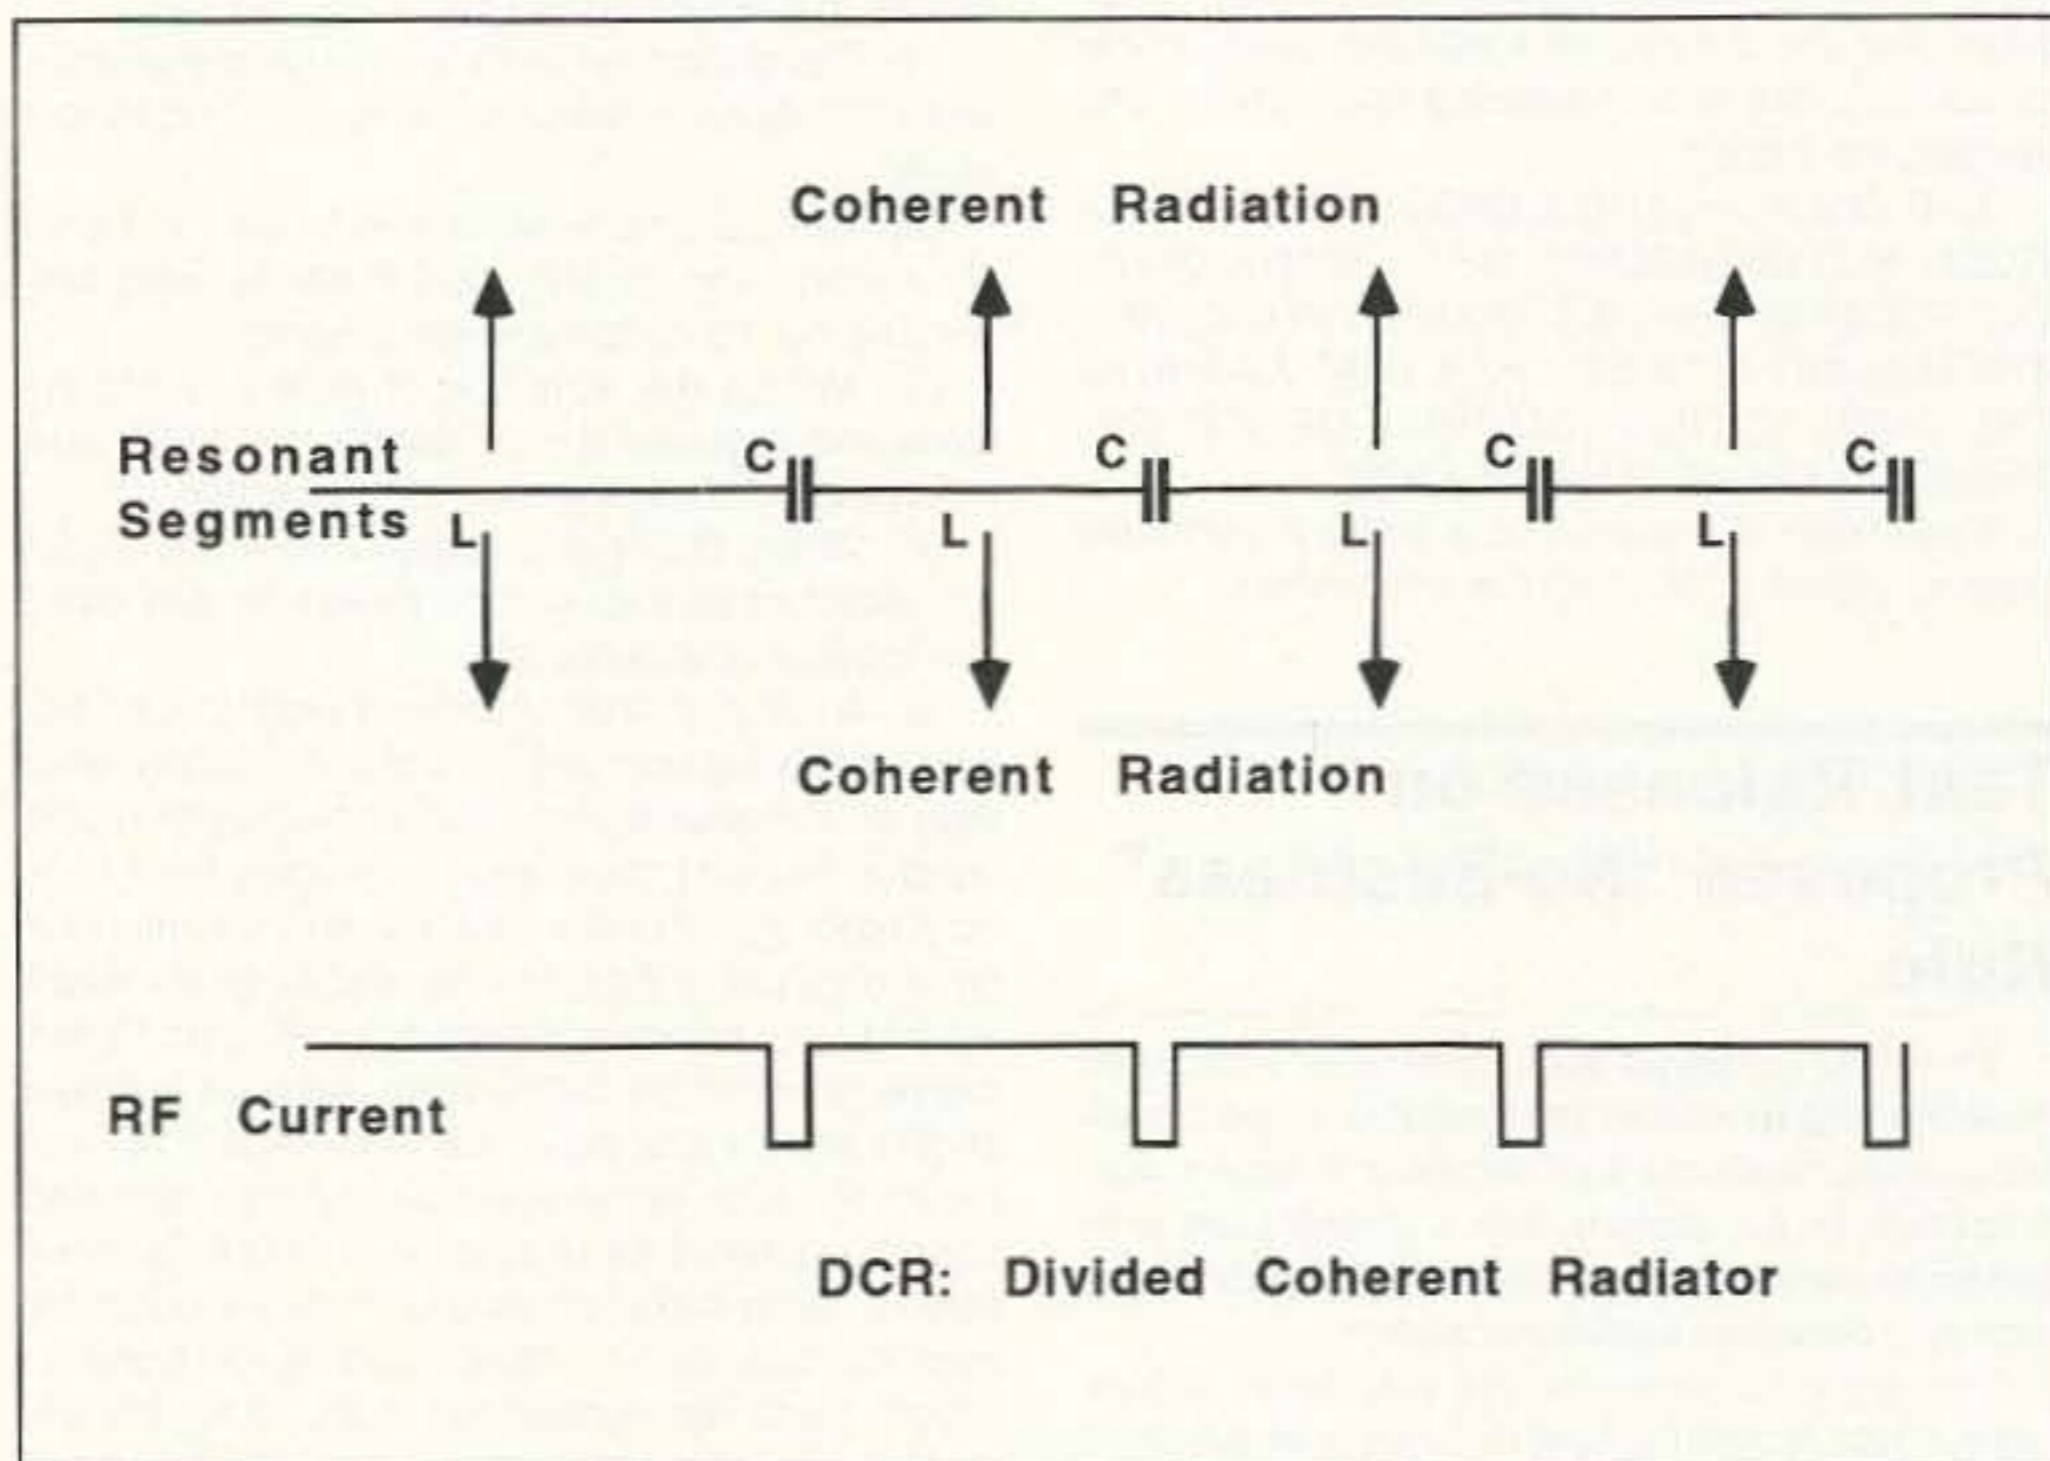 Coherent Radiation
C C C C
Resonant
Segments L L L L
Coherent Radiation
RF Current
DCR: Divided Coherent Radiator